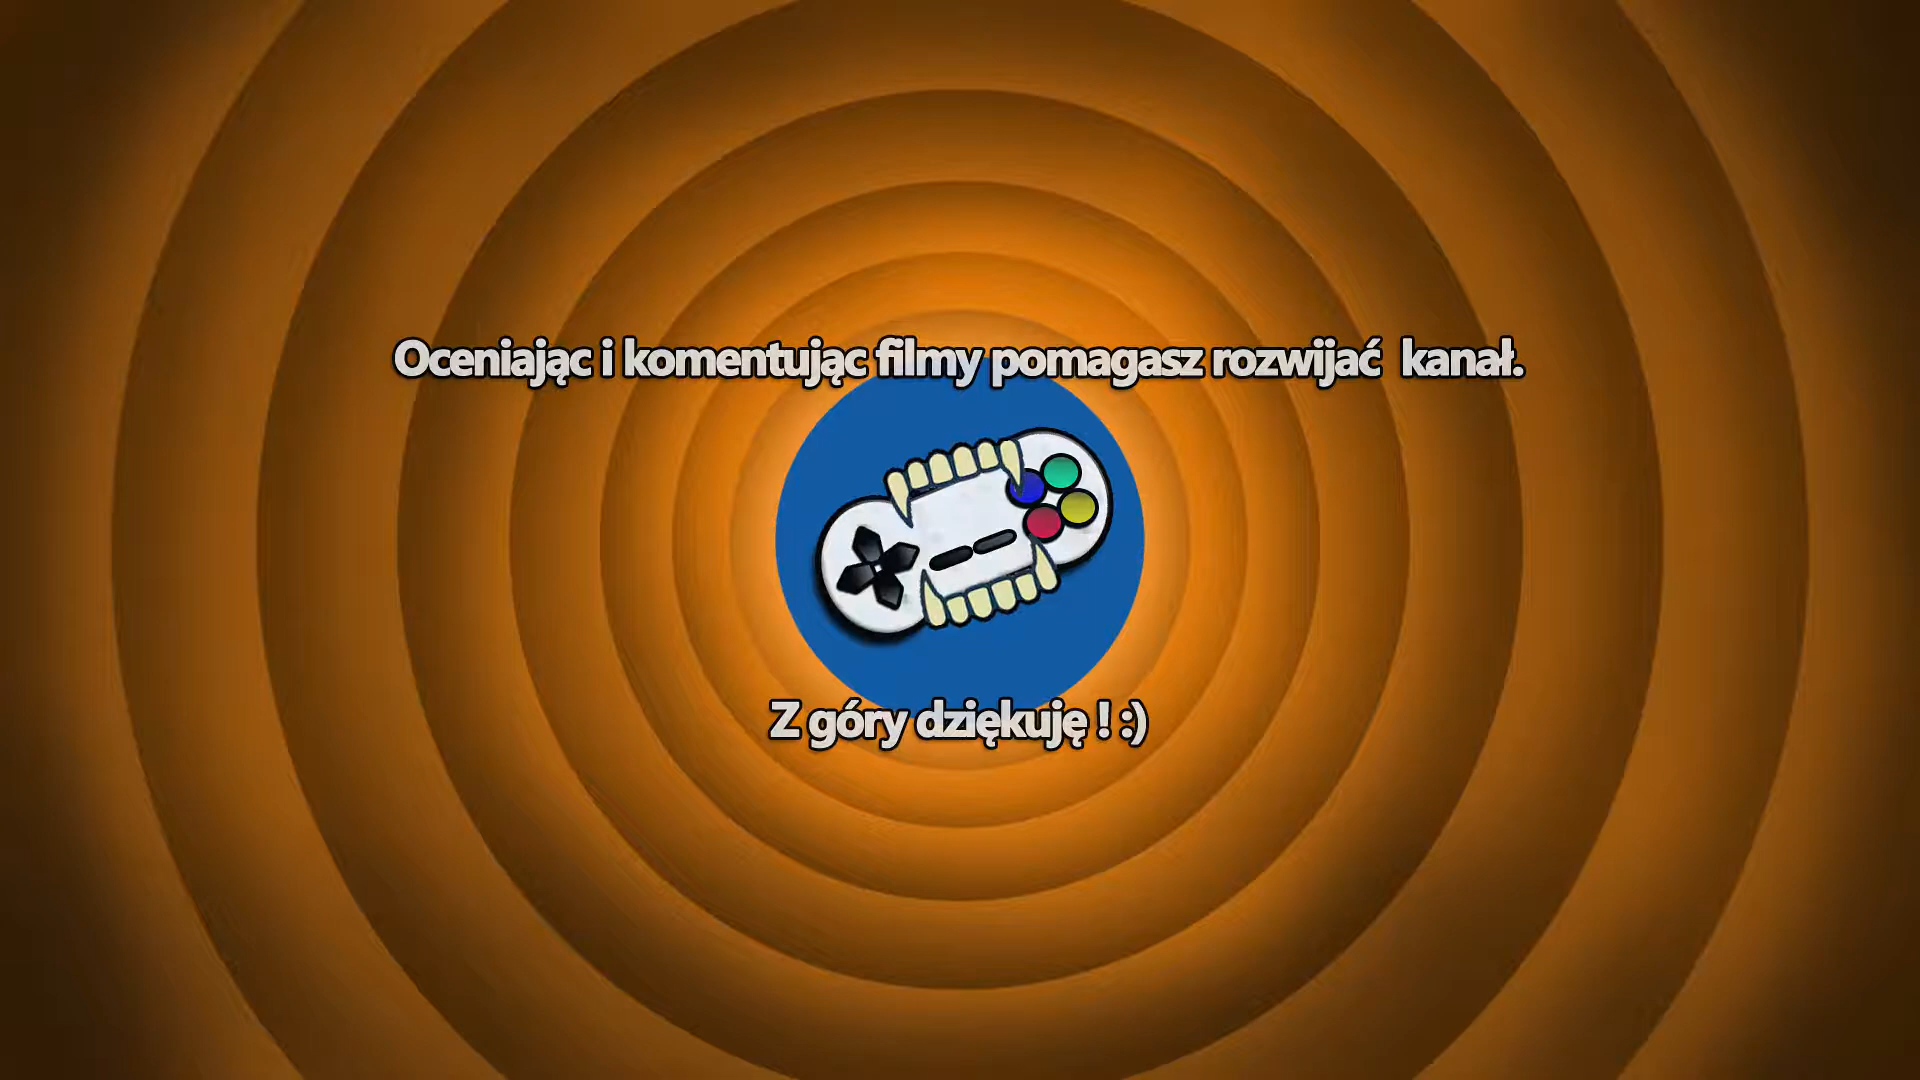 Oceniając i komentując filmy pomagasz rozwijać kanał.
Z góry dziękuję ! :)